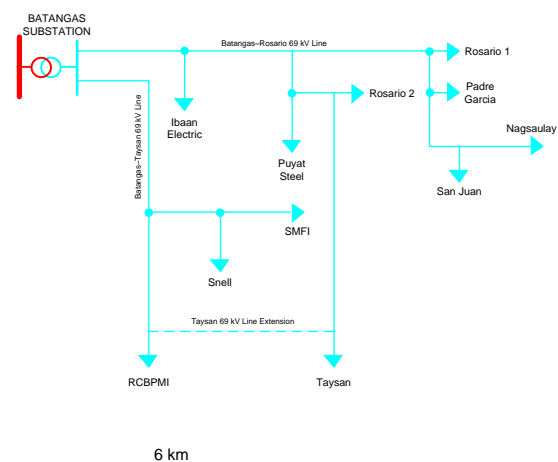 BATANGAS
SUBSTATION
Batangas–Rosario 69 kV Line
Rosario 1
Rosario 2
Padre
Garcia
Ibaan
Electric
Batangas–Taysan 69 kV Line
Nagsaulay
Puyat
Steel
San Juan
SMFI
Snell
Taysan 69 kV Line Extension
RCBPMI
Taysan
6 km